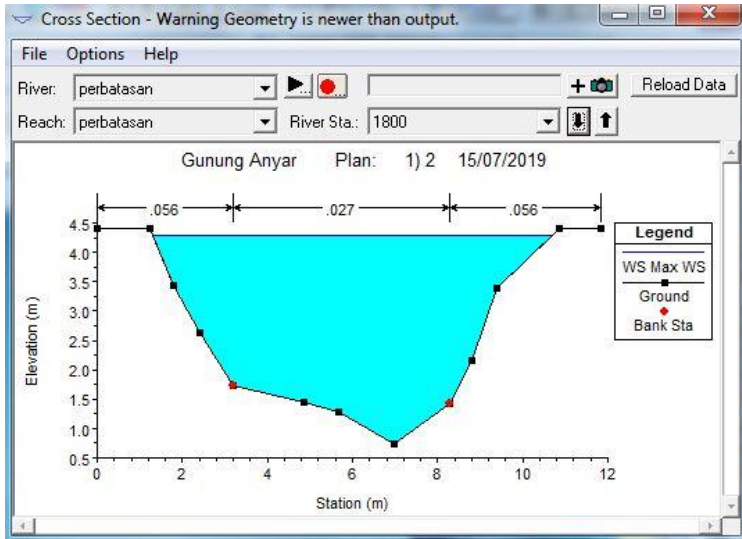 Cross Section - Warning Geometry is newer than output.
File Options Help
River: perbatasan Reload Data
Reach: perbatasan River Sta.: 1800
Gunung Anyar Plan: 1) 2 15/07/2019
.056 .027 .056
Legend
WS Max WS
Ground
Bank Sta
4.5
4.0
3.5
3.0
2.5
2.0
1.5
1.0
0.5
Elevation (m)
0 2 4 6 8 10 12
Station (m)